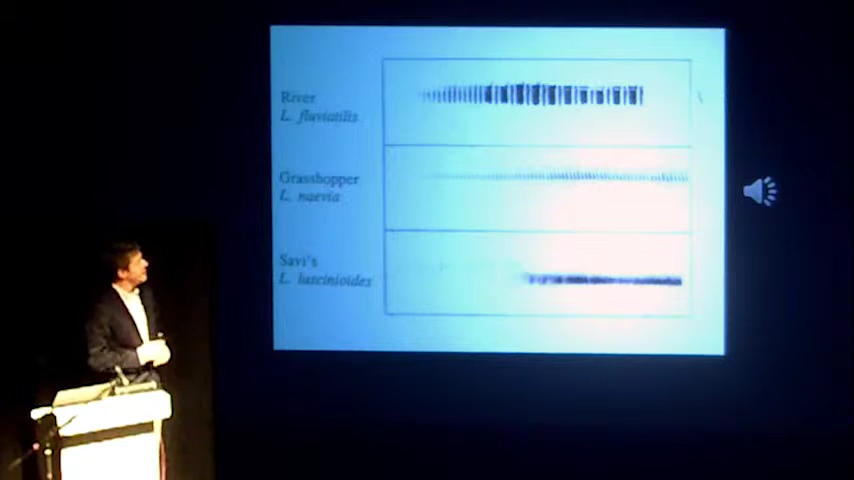 River
L. fluviatilis
Grasshopper
L. naevia
Savi's
L. luscinioides